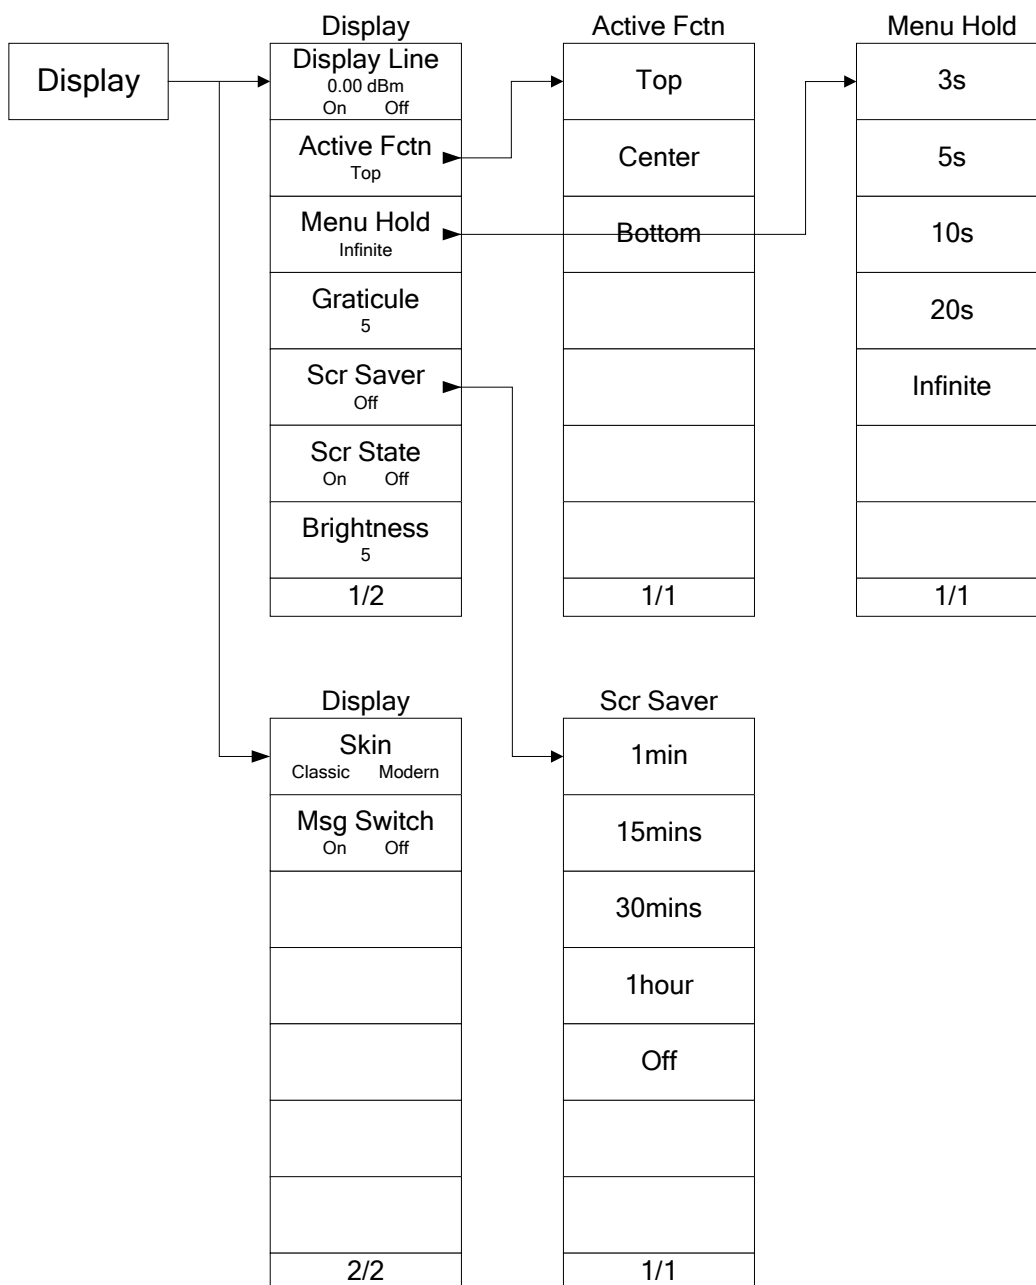 Display
Display
Display Line
0.00 dBm
On Off
Active Fctn
Top
Menu Hold
Infinite
Graticule
5
Scr Saver
Off
Scr State
On Off
Brightness
5
1/2
Active Fctn
Top
Center
Bottom
1/1
Menu Hold
3s
5s
10s
20s
Infinite
1/1
Display
Skin
Classic Modern
Msg Switch
On Off
2/2
Scr Saver
1min
15mins
30mins
1hour
Off
1/1